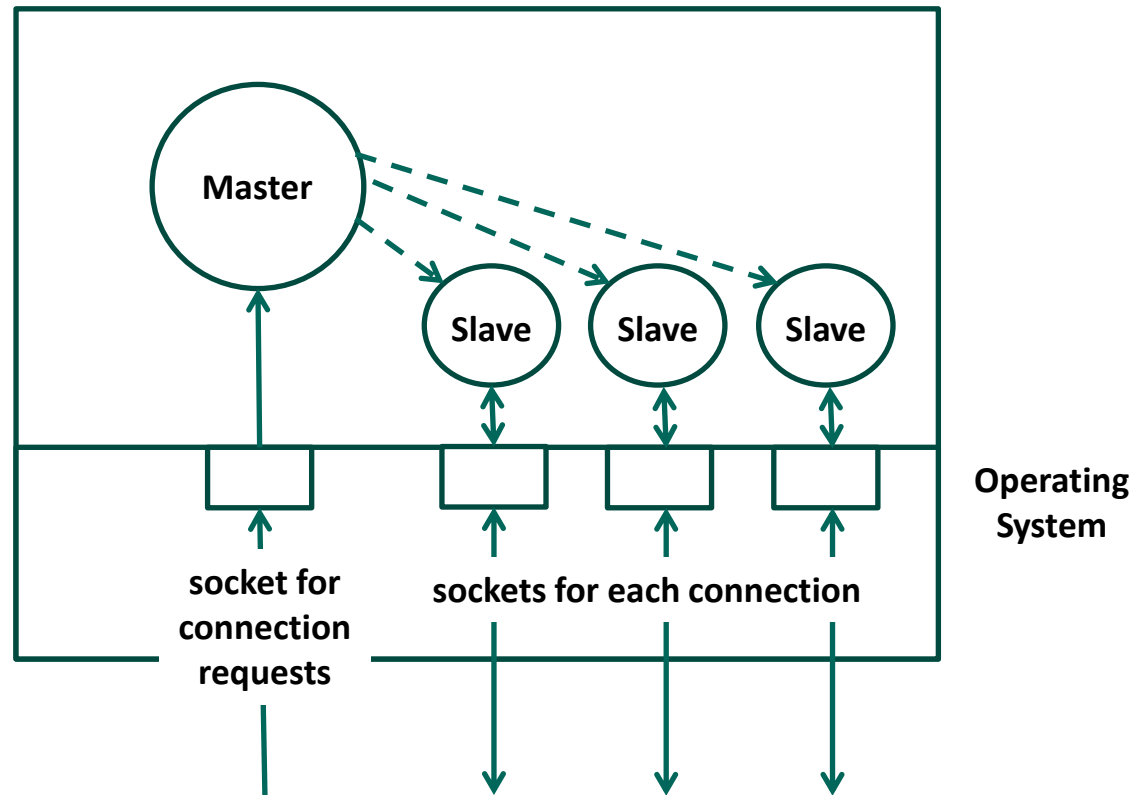 Master
Slave
Slave
Slave
Operating
System
socket for
connection
requests
sockets for each connection